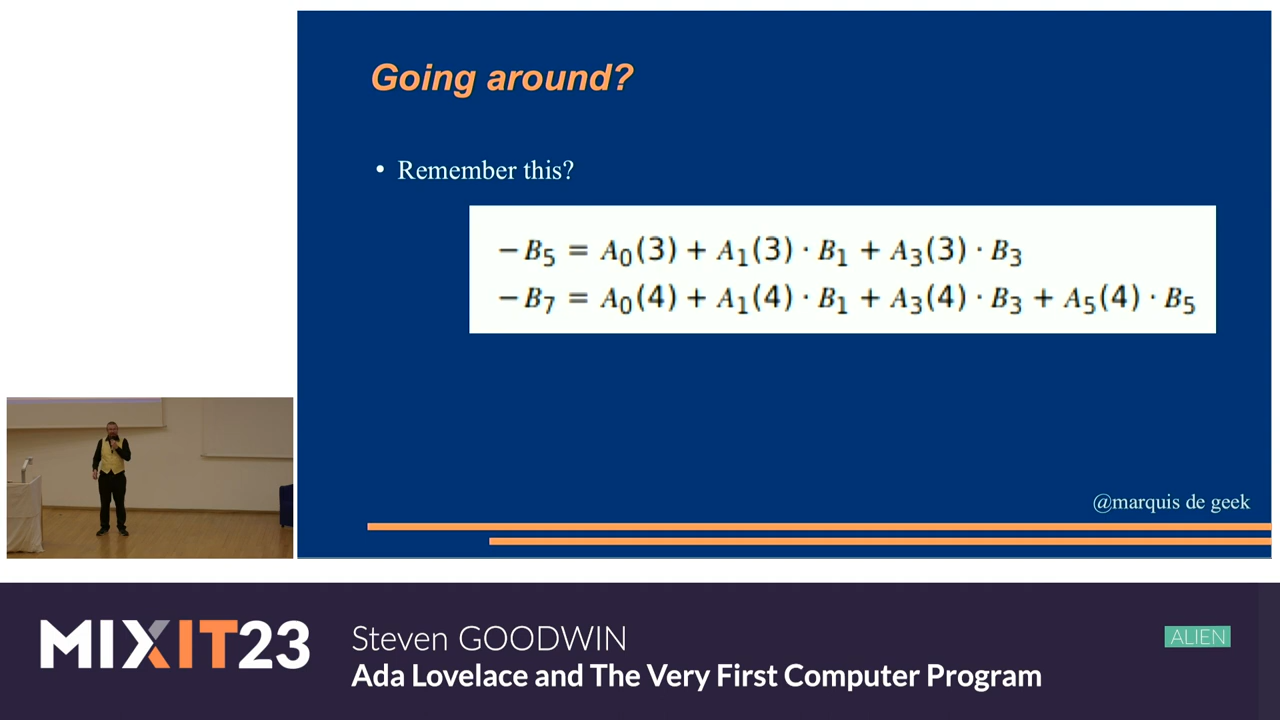 Going around?
• Remember this?
−B₅ = A₀(3) + A₁(3) · B₁ + A₃(3) · B₃
−B₇ = A₀(4) + A₁(4) · B₁ + A₃(4) · B₃ + A₅(4) · B₅
@marquis de geek
MIXIT23
Steven GOODWIN
ALIEN
Ada Lovelace and The Very First Computer Program